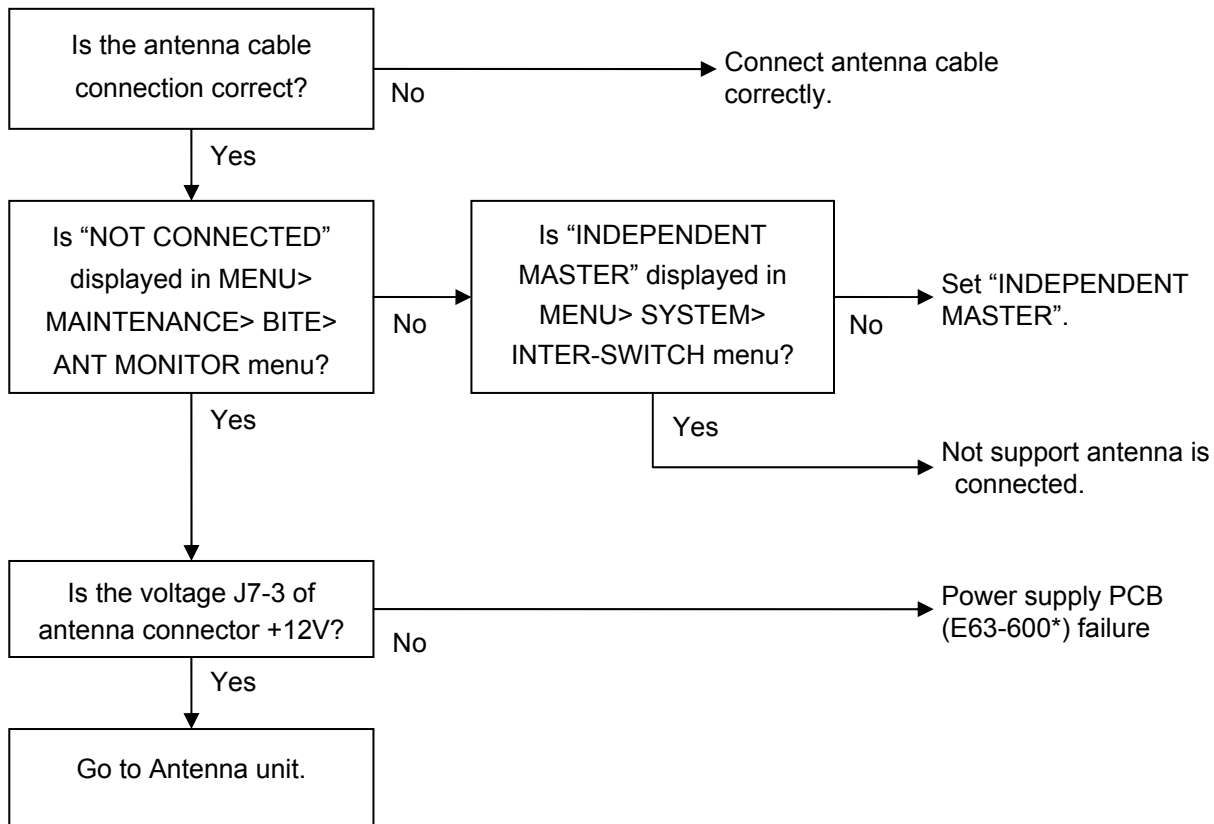 Is the antenna cable
connection correct?
No
Connect antenna cable
correctly.
Yes
Is “NOT CONNECTED”
displayed in MENU>
MAINTENANCE> BITE>
ANT MONITOR menu?
No
Is “INDEPENDENT
MASTER” displayed in
MENU> SYSTEM>
INTER-SWITCH menu?
No
Set “INDEPENDENT
MASTER”.
Yes
Yes
Not support antenna is
connected.
Is the voltage J7-3 of
antenna connector +12V?
No
Power supply PCB
(E63-600*) failure
Yes
Go to Antenna unit.